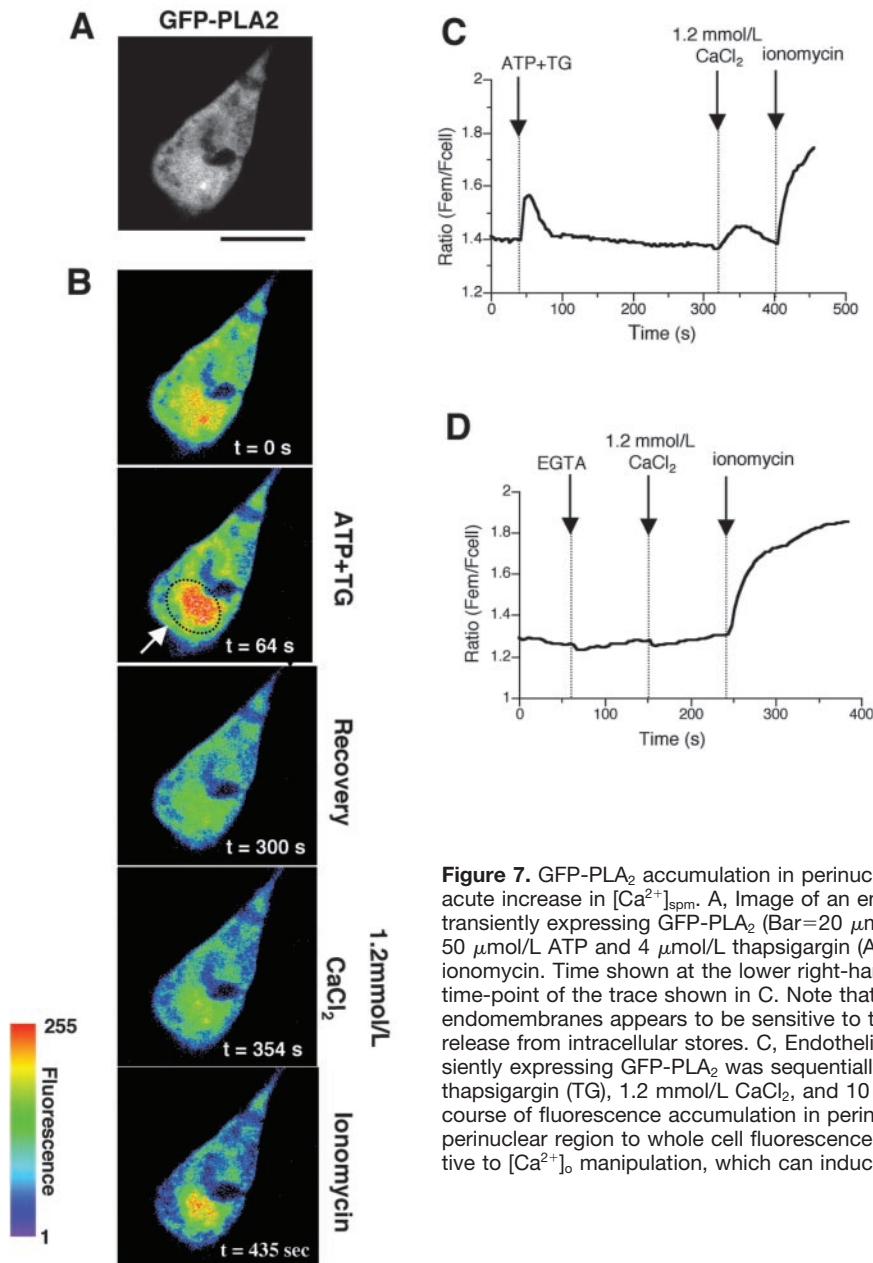 A
GFP-PLA2
B
t = 0 s
ATP+TG
t = 64 s
Recovery
t = 300 s
1.2mmol/L
CaCl₂
t = 354 s
Ionomycin
t = 435 sec
255
Fluorescence
1
C
ATP+TG
1.2 mmol/L
CaCl₂
ionomycin
Ratio (Fem/Fcell)
2
1.8
1.6
1.4
1.2
0 100 200 300 400 500
Time (s)
D
EGTA
1.2 mmol/L
CaCl₂
ionomycin
Ratio (Fem/Fcell)
2
1.8
1.6
1.4
1.2
1
0 100 200 300 400
Time (s)
Figure 7. GFP-PLA₂ accumulation in perinuc
acute increase in [Ca²⁺]spm. A, Image of an en
transiently expressing GFP-PLA₂ (Bar=20 μm
50 μmol/L ATP and 4 μmol/L thapsigargin (A
ionomycin. Time shown at the lower right-har
time-point of the trace shown in C. Note that
endomembranes appears to be sensitive to t
release from intracellular stores. C, Endotheli
siently expressing GFP-PLA₂ was sequentiall
thapsigargin (TG), 1.2 mmol/L CaCl₂, and 10
course of fluorescence accumulation in perin
perinuclear region to whole cell fluorescence
tive to [Ca²⁺]o manipulation, which can induc